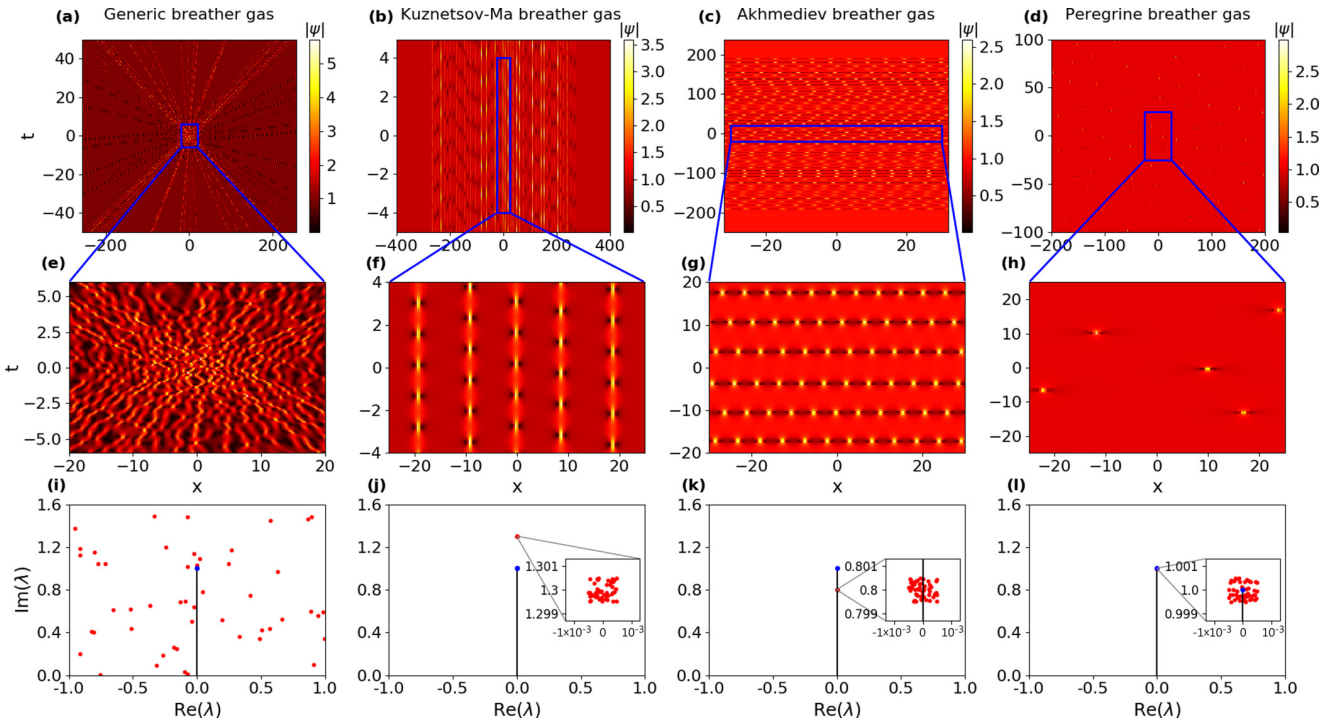 (a) Generic breather gas
(b) Kuznetsov-Ma breather gas
(c) Akhmediev breather gas
(d) Peregrine breather gas
|ψ| |ψ| |ψ| |ψ|
t
40
20
0
−20
−40
−200 0 200
5
4
3
2
1
4
2
0
−2
−4
−400 −200 0 200 400
3.5
3.0
2.5
2.0
1.5
1.0
0.5
200
100
0
−100
−200
−20 0 20
2.5
2.0
1.5
1.0
0.5
100
50
0
−50
−100
−200 −100 0 100 200
2.5
2.0
1.5
1.0
0.5
(e) (f) (g) (h)
t
5.0
2.5
0.0
−2.5
−5.0
−20 −10 0 10 20
x
4
2
0
−2
−4
−20 −10 0 10 20
x
20
10
0
−10
−20
−20 0 20
x
20
10
0
−10
−20
−20 −10 0 10 20
x
(i) (j) (k) (l)
Im(λ)
1.6
1.2
0.8
0.4
0.0
-1.0 -0.5 0.0 0.5 1.0
Re(λ)
1.6
1.2
0.8
0.4
0.0
-1.0 -0.5 0.0 0.5 1.0
Re(λ)
1.301
1.3
1.299
-1×10⁻³ 0 10⁻³
1.6
1.2
0.8
0.4
0.0
-1.0 -0.5 0.0 0.5 1.0
Re(λ)
0.801
0.8
0.799
-1×10⁻³ 0 10⁻³
1.6
1.2
0.8
0.4
0.0
-1.0 -0.5 0.0 0.5 1.0
Re(λ)
1.001
1.0
0.999
-1×10⁻³ 0 10⁻³